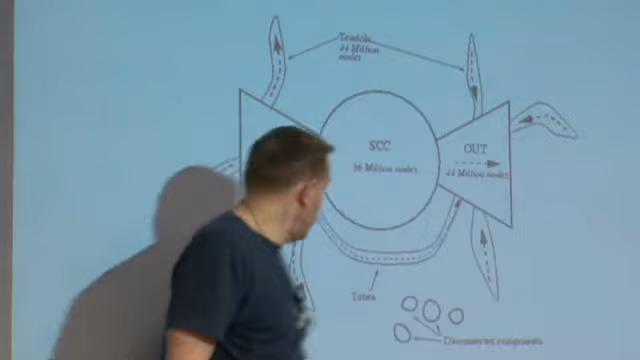 Tendrils
44 Million
nodes
SCC
56 Million nodes
OUT
44 Million nodes
Tubes
Disconnected components